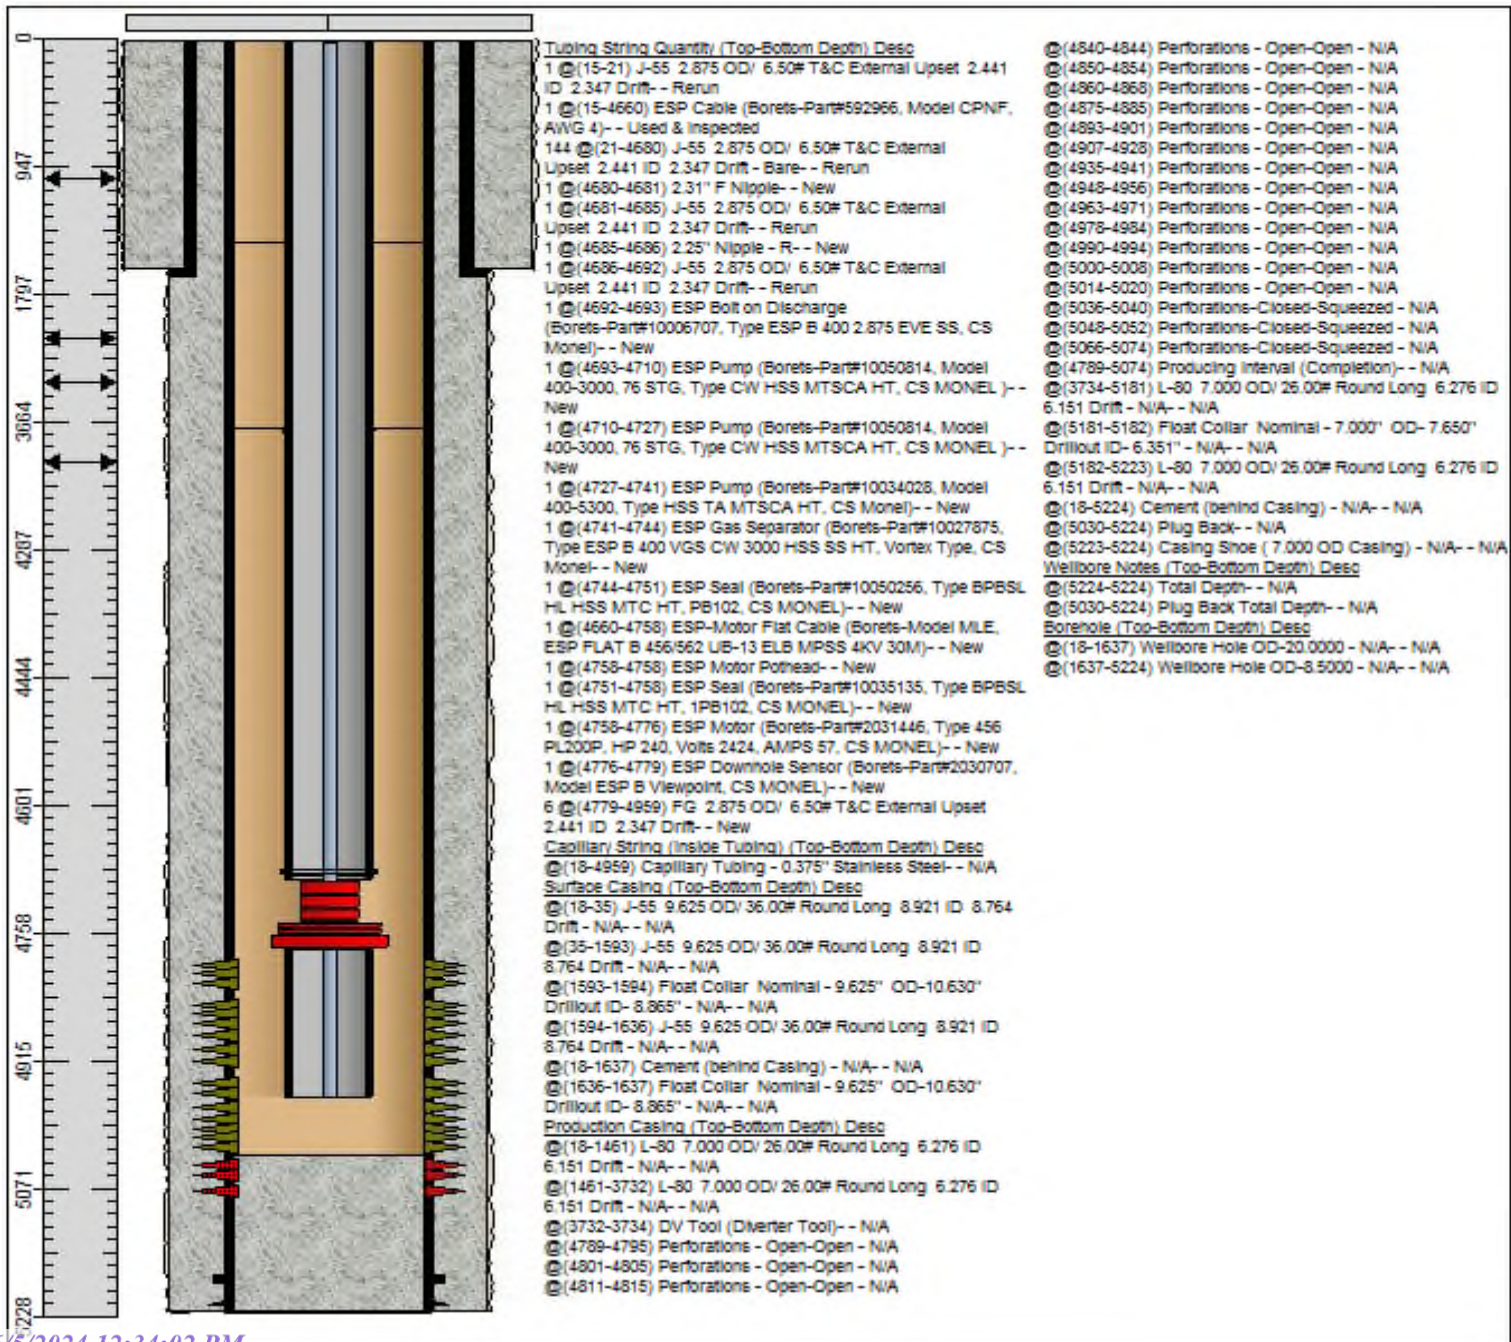 0
947
1797
3664
4287
4444
4601
4758
4915
5071
5228
Tubing String Quantity (Top-Bottom Depth) Desc
1 @(15-21) J-55 2.875 OD/ 6.50# T&C External Upset 2.441
ID 2.347 Drift- - Rerun
1 @(15-4660) ESP Cable (Borets-Part#592966, Model CPNF,
AWG 4)- - Used & Inspected
144 @(21-4680) J-55 2.875 OD/ 6.50# T&C External
Upset 2.441 ID 2.347 Drift - Bare- - Rerun
1 @(4680-4681) 2.31" F Nipple- - New
1 @(4681-4685) J-55 2.875 OD/ 6.50# T&C External
Upset 2.441 ID 2.347 Drift- - Rerun
1 @(4685-4686) 2.25" Nipple - R- - New
1 @(4686-4692) J-55 2.875 OD/ 6.50# T&C External
Upset 2.441 ID 2.347 Drift- - Rerun
1 @(4692-4693) ESP Bolt on Discharge
(Borets-Part#10006707, Type ESP B 400 2.875 EVE SS, CS
Monel)- - New
1 @(4693-4710) ESP Pump (Borets-Part#10050814, Model
400-3000, 76 STG, Type CW HSS MTSCA HT, CS MONEL )- -
New
1 @(4710-4727) ESP Pump (Borets-Part#10050814, Model
400-3000, 76 STG, Type CW HSS MTSCA HT, CS MONEL )- -
New
1 @(4727-4741) ESP Pump (Borets-Part#10034028, Model
400-5300, Type HSS TA MTSCA HT, CS Monel)- - New
1 @(4741-4744) ESP Gas Separator (Borets-Part#10027875,
Type ESP B 400 VGS CW 3000 HSS SS HT, Vortex Type, CS
Monel- - New
1 @(4744-4751) ESP Seal (Borets-Part#10050256, Type BPBSL
HL HSS MTC HT, PB102, CS MONEL)- - New
1 @(4660-4758) ESP-Motor Flat Cable (Borets-Model MLE,
ESP FLAT B 456/562 UB-13 ELB MPSS 4KV 30M)- - New
1 @(4758-4758) ESP Motor Pothead- - New
1 @(4751-4758) ESP Seal (Borets-Part#10035135, Type BPBSL
HL HSS MTC HT, 1PB102, CS MONEL)- - New
1 @(4758-4776) ESP Motor (Borets-Part#2031446, Type 456
PL200P, HP 240, Volts 2424, AMPS 57, CS MONEL)- - New
1 @(4776-4779) ESP Downhole Sensor (Borets-Part#2030707,
Model ESP B Viewpoint, CS MONEL)- - New
6 @(4779-4959) FG 2.875 OD/ 6.50# T&C External Upset
2.441 ID 2.347 Drift- - New
Capillary String (Inside Tubing) (Top-Bottom Depth) Desc
@(18-4959) Capillary Tubing - 0.375" Stainless Steel- - N/A
Surface Casing (Top-Bottom Depth) Desc
@(18-35) J-55 9.625 OD/ 36.00# Round Long 8.921 ID 8.764
Drift - N/A- - N/A
@(35-1593) J-55 9.625 OD/ 36.00# Round Long 8.921 ID
8.764 Drift - N/A- - N/A
@(1593-1594) Float Collar Nominal - 9.625" OD-10.630"
Drillout ID- 8.865" - N/A- - N/A
@(1594-1636) J-55 9.625 OD/ 36.00# Round Long 8.921 ID
8.764 Drift - N/A- - N/A
@(18-1637) Cement (behind Casing) - N/A- - N/A
@(1636-1637) Float Collar Nominal - 9.625" OD-10.630"
Drillout ID- 8.865" - N/A- - N/A
Production Casing (Top-Bottom Depth) Desc
@(18-1461) L-80 7.000 OD/ 26.00# Round Long 6.276 ID
6.151 Drift - N/A- - N/A
@(1461-3732) L-80 7.000 OD/ 26.00# Round Long 6.276 ID
6.151 Drift - N/A- - N/A
@(3732-3734) DV Tool (Diverter Tool)- - N/A
@(4789-4795) Perforations - Open-Open - N/A
@(4801-4805) Perforations - Open-Open - N/A
@(4811-4815) Perforations - Open-Open - N/A
@(4840-4844) Perforations - Open-Open - N/A
@(4850-4854) Perforations - Open-Open - N/A
@(4860-4868) Perforations - Open-Open - N/A
@(4875-4885) Perforations - Open-Open - N/A
@(4893-4901) Perforations - Open-Open - N/A
@(4907-4928) Perforations - Open-Open - N/A
@(4935-4941) Perforations - Open-Open - N/A
@(4948-4956) Perforations - Open-Open - N/A
@(4963-4971) Perforations - Open-Open - N/A
@(4978-4984) Perforations - Open-Open - N/A
@(4990-4994) Perforations - Open-Open - N/A
@(5000-5008) Perforations - Open-Open - N/A
@(5014-5020) Perforations - Open-Open - N/A
@(5036-5040) Perforations-Closed-Squeezed - N/A
@(5048-5052) Perforations-Closed-Squeezed - N/A
@(5066-5074) Perforations-Closed-Squeezed - N/A
@(4789-5074) Producing Interval (Completion)- - N/A
@(3734-5181) L-80 7.000 OD/ 26.00# Round Long 6.276 ID
6.151 Drift - N/A- - N/A
@(5181-5182) Float Collar Nominal - 7.000" OD- 7.650"
Drillout ID- 6.351" - N/A- - N/A
@(5182-5223) L-80 7.000 OD/ 26.00# Round Long 6.276 ID
6.151 Drift - N/A- - N/A
@(18-5224) Cement (behind Casing) - N/A- - N/A
@(5030-5224) Plug Back- - N/A
@(5223-5224) Casing Shoe ( 7.000 OD Casing) - N/A- - N/A
Wellbore Notes (Top-Bottom Depth) Desc
@(5224-5224) Total Depth- - N/A
@(5030-5224) Plug Back Total Depth- - N/A
Borehole (Top-Bottom Depth) Desc
@(18-1637) Wellbore Hole OD-20.0000 - N/A- - N/A
@(1637-5224) Wellbore Hole OD-8.5000 - N/A- - N/A
/5/2024 12:34:02 PM